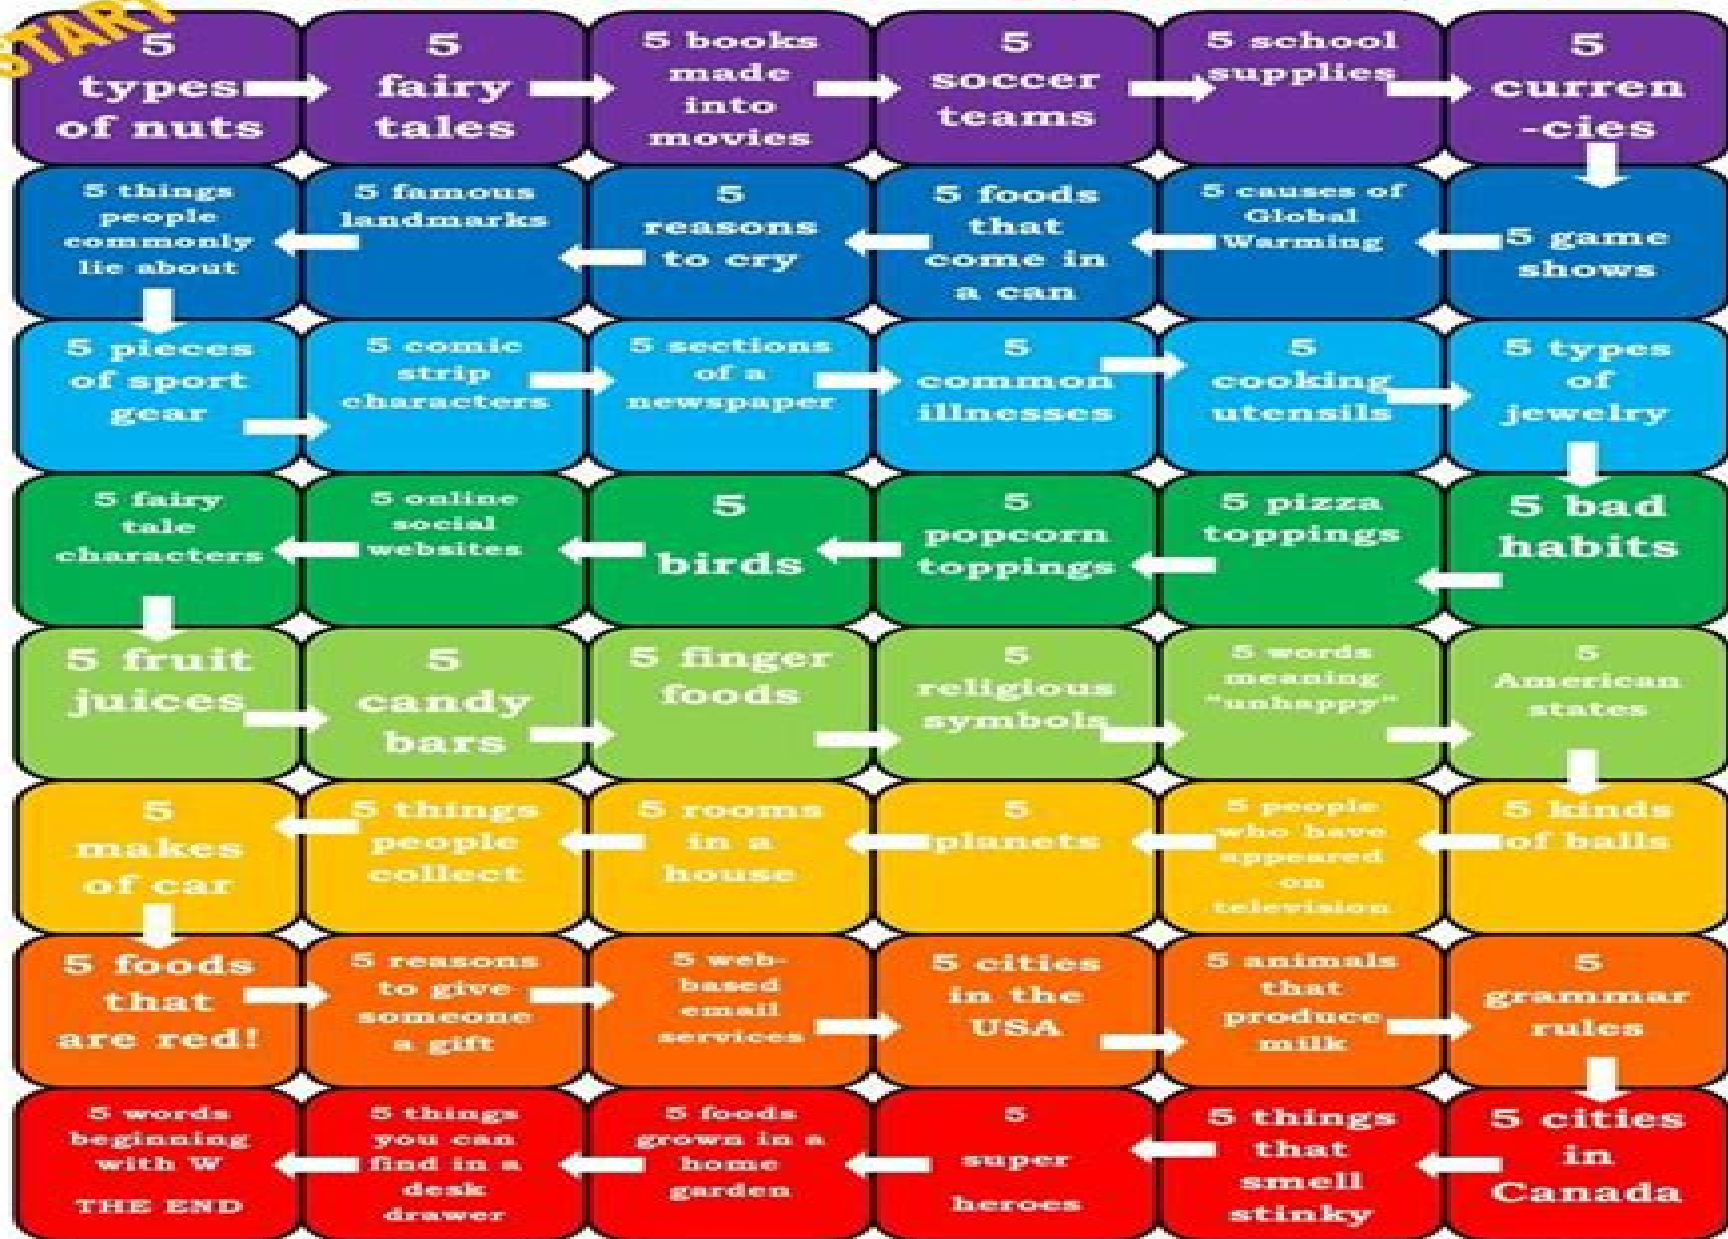 START
5
types
of nuts
5
fairy
tales
5 books
made
into
movies
5
soccer
teams
5 school
supplies
5
curren
-cies
5 things
people
commonly
lie about
5 famous
landmarks
5
reasons
to cry
5 foods
that
come in
a can
5 causes of
Global
Warming
5 game
shows
5 pieces
of sport
gear
5 comic
strip
characters
5 sections
of a
newspaper
5
common
illnesses
5
cooking
utensils
5 types
of
jewelry
5 fairy
tale
characters
5 online
social
websites
5
birds
5
popcorn
toppings
5 pizza
toppings
5 bad
habits
5 fruit
juices
5
candy
bars
5 finger
foods
5
religious
symbols
5 words
meaning
"unhappy"
5
American
states
5
makes
of car
5 things
people
collect
5 rooms
in a
house
5
planets
5 people
who have
appeared
on
television
5 kinds
of balls
5 foods
that
are red!
5 reasons
to give
someone
a gift
5 web-
based
email
services
5 cities
in the
USA
5 animals
that
produce
milk
5
grammar
rules
5 words
beginning
with W
THE END
5 things
you can
find in a
desk
drawer
5 foods
grown in a
home
garden
5
super
heroes
5 things
that
smell
stinky
5 cities
in
Canada